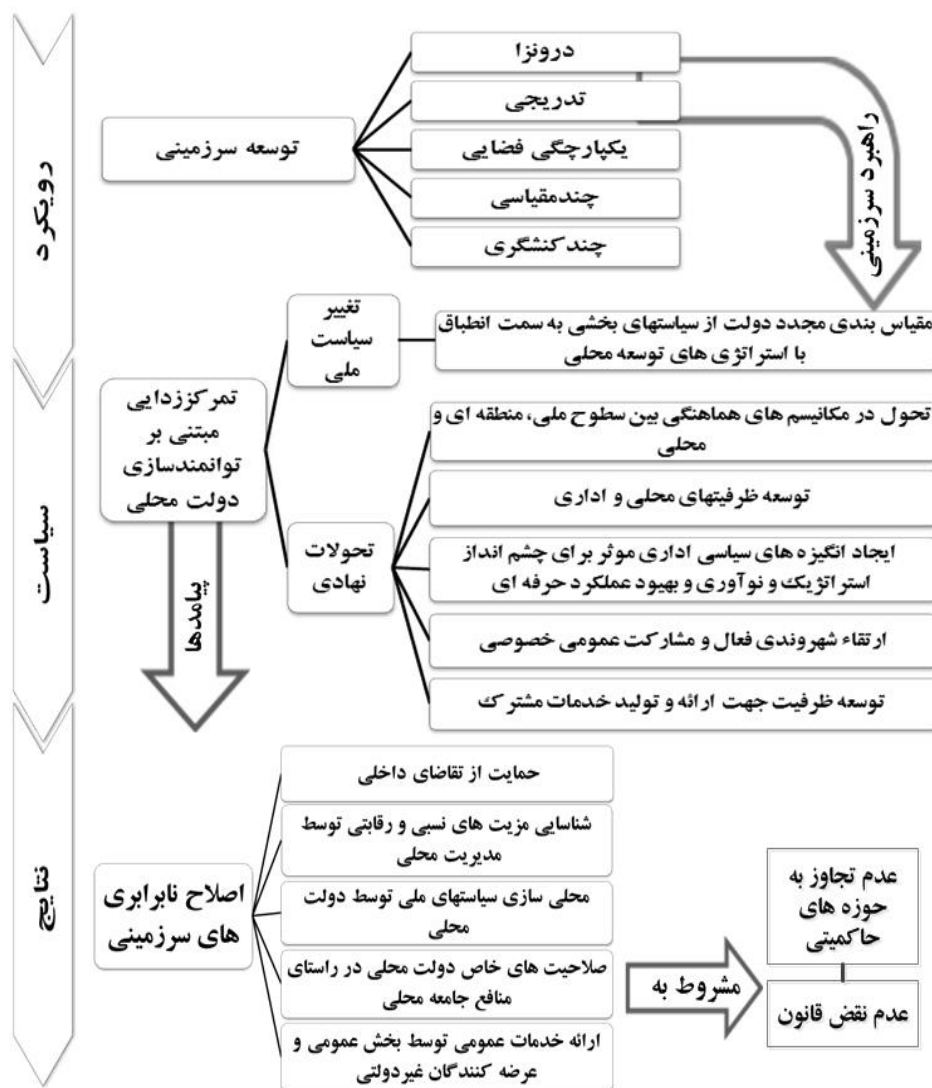 رویکرد
توسعه سرزمینی
درونزا
تدریجی
یکپارچگی فضایی
چندمقیاسی
چندکنشگری
راهبرد سرزمینی
سیاست
تمرکززدایی
مبتنی بر
توانمندسازی
دولت محلی
تغییر
سیاست
ملی
مقیاس بندی مجدد دولت از سیاستهای بخشی به سمت انطباق
با استراتژی های توسعه محلی
تحولات
نهادی
تحول در مکانیسم های هماهنگی بین سطوح ملی، منطقه ای و
محلی
توسعه ظرفیتهای محلی و اداری
ایجاد انگیزه های سیاسی اداری موثر برای چشم انداز
استراتژیک و نوآوری و بهبود عملکرد حرفه ای
ارتقاء شهروندی فعال و مشارکت عمومی خصوصی
توسعه ظرفیت جهت ارائه و تولید خدمات مشترک
پیامدها
نتایج
اصلاح نابرابری
های سرزمینی
حمایت از تقاضای داخلی
شناسایی مزیت های نسبی و رقابتی توسط
مدیریت محلی
محلی سازی سیاستهای ملی توسط دولت
محلی
صلاحیت های خاص دولت محلی در راستای
منافع جامعه محلی
ارائه خدمات عمومی توسط بخش عمومی و
عرضه کنندگان غیردولتی
مشروط به
عدم تجاوز به
حوزه های
حاکمیتی
عدم نقض قانون